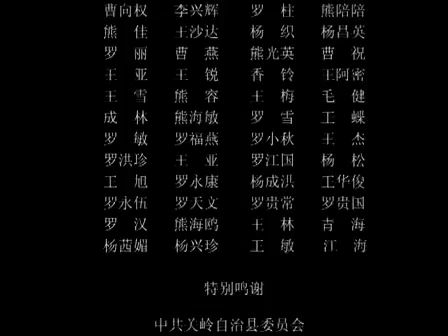 曹向权 李兴辉 罗柱 熊陪陪
熊佳 王沙达 杨织 杨昌英
罗丽 曹燕 熊光英 曹祝
王亚 王锐 香铃 王阿密
王雪 熊容 王梅 毛健
成林 熊海敏 罗雪 王蝶
罗敏 罗福燕 罗小秋 王杰
罗洪珍 王亚 罗江国 杨松
王旭 罗永康 杨成洪 王华俊
罗永伍 罗天文 罗贵常 罗贵国
罗汉 熊海鸥 王林 青海
杨茜媚 杨兴珍 王敏 江海
特别鸣谢
中共关岭自治县委员会